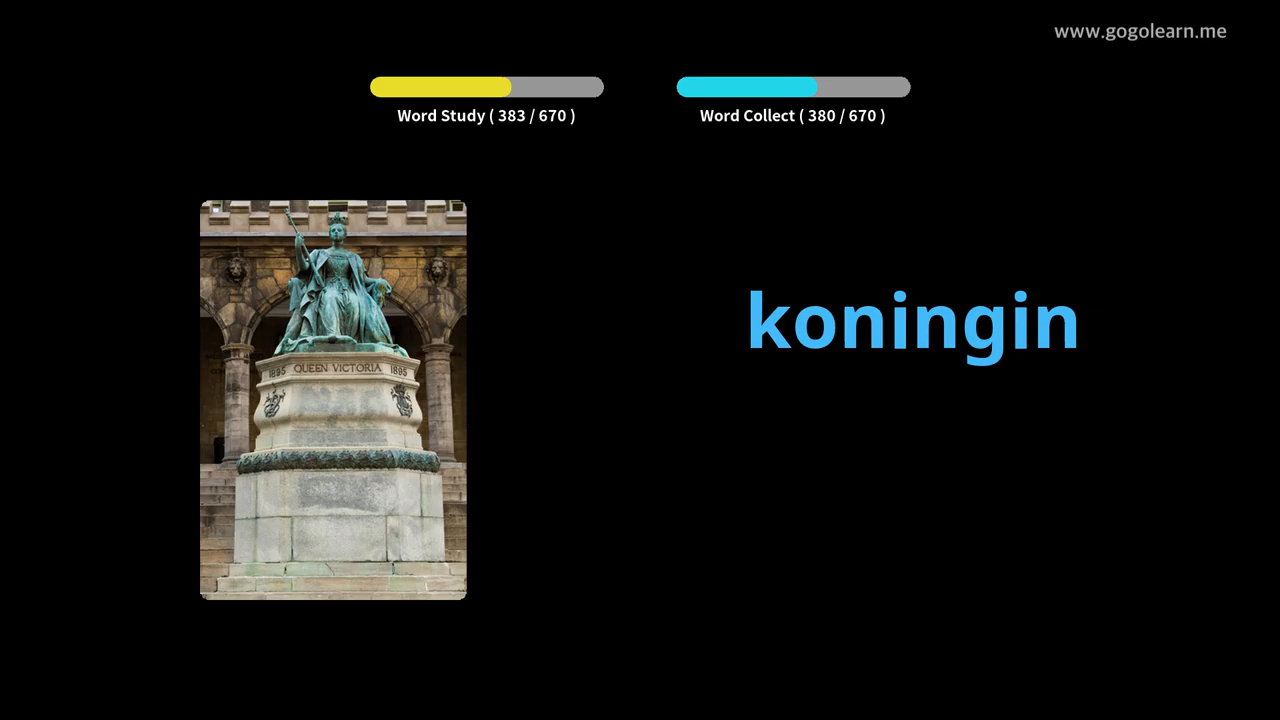 www.gogolearn.me
Word Study ( 383 / 670 )
Word Collect ( 380 / 670 )
koningin
1895 QUEEN VICTORIA 1895